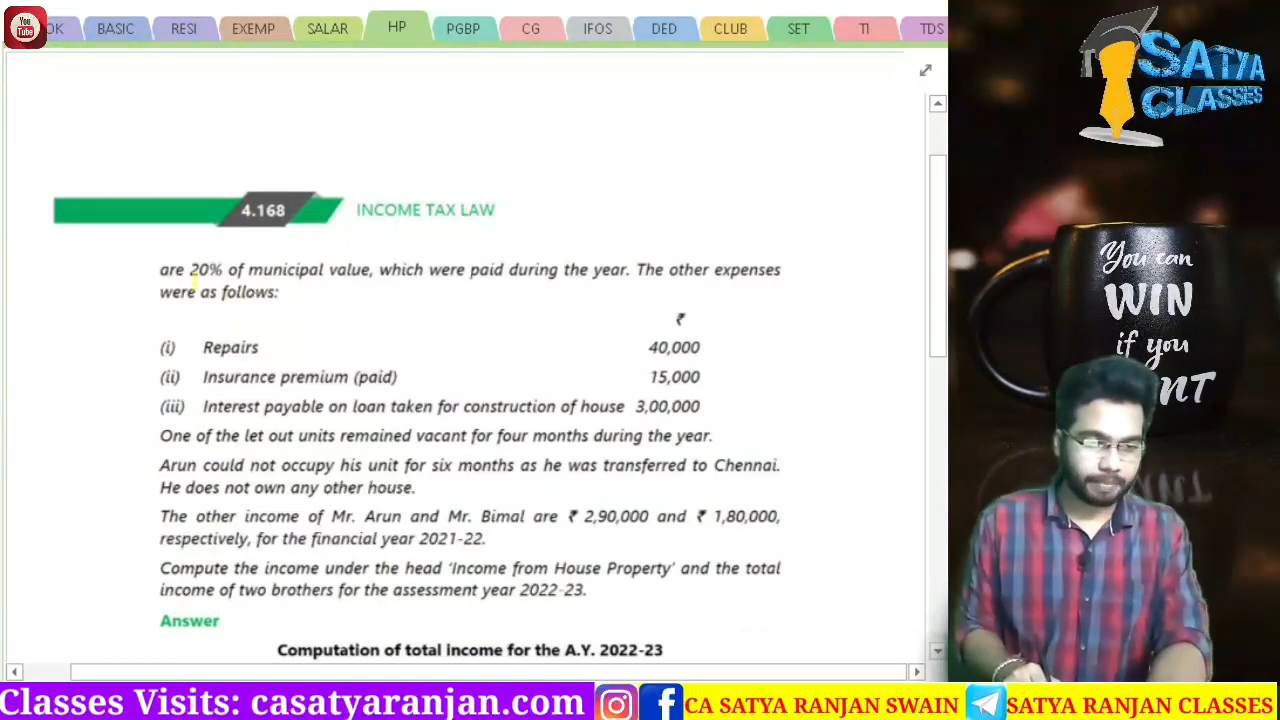 You
Tube
OK BASIC RESI EXEMP SALAR HP PGBP CG IFOS DED CLUB SET TI TDS
SATYA
CLASSES
4.168 INCOME TAX LAW
are 20% of municipal value, which were paid during the year. The other expenses
were as follows:
₹
(i) Repairs 40,000
(ii) Insurance premium (paid) 15,000
(iii) Interest payable on loan taken for construction of house 3,00,000
One of the let out units remained vacant for four months during the year.
Arun could not occupy his unit for six months as he was transferred to Chennai.
He does not own any other house.
The other income of Mr. Arun and Mr. Bimal are ₹ 2,90,000 and ₹ 1,80,000,
respectively, for the financial year 2021-22.
Compute the income under the head 'Income from House Property' and the total
income of two brothers for the assessment year 2022-23.
Answer
Computation of total income for the A.Y. 2022-23
You can
WIN
if you
NT
Classes Visits: casatyaranjan.com
CA SATYA RANJAN SWAIN
SATYA RANJAN CLASSES